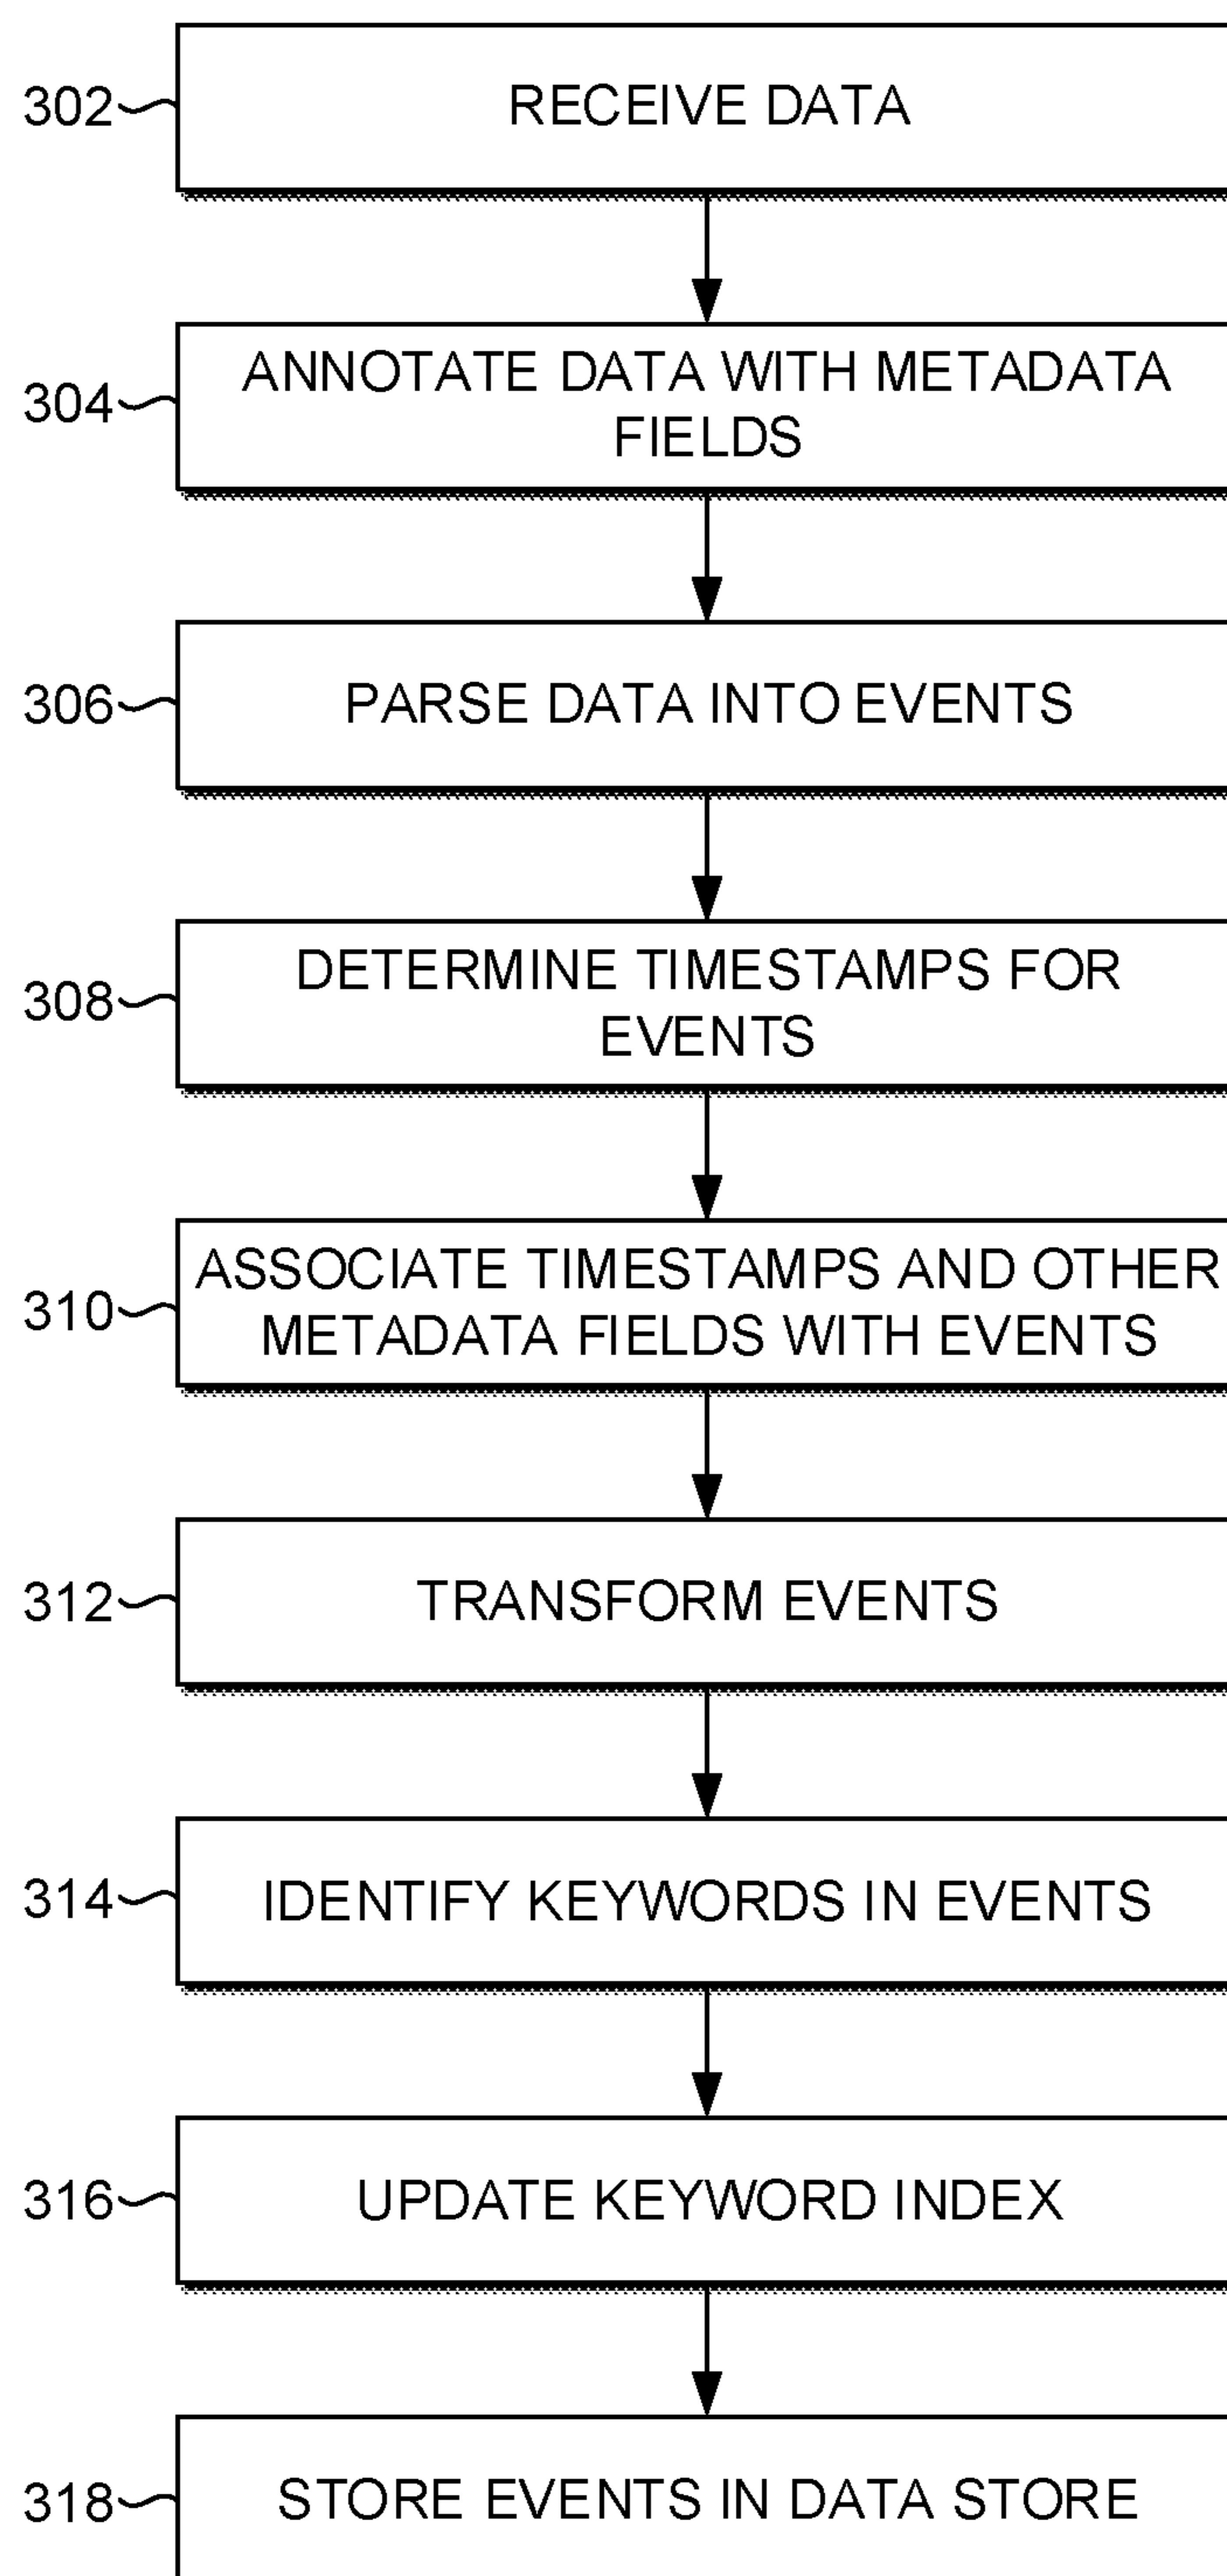 302
RECEIVE DATA
304
ANNOTATE DATA WITH METADATA
FIELDS
306
PARSE DATA INTO EVENTS
308
DETERMINE TIMESTAMPS FOR
EVENTS
310
ASSOCIATE TIMESTAMPS AND OTHER
METADATA FIELDS WITH EVENTS
312
TRANSFORM EVENTS
314
IDENTIFY KEYWORDS IN EVENTS
316
UPDATE KEYWORD INDEX
318
STORE EVENTS IN DATA STORE